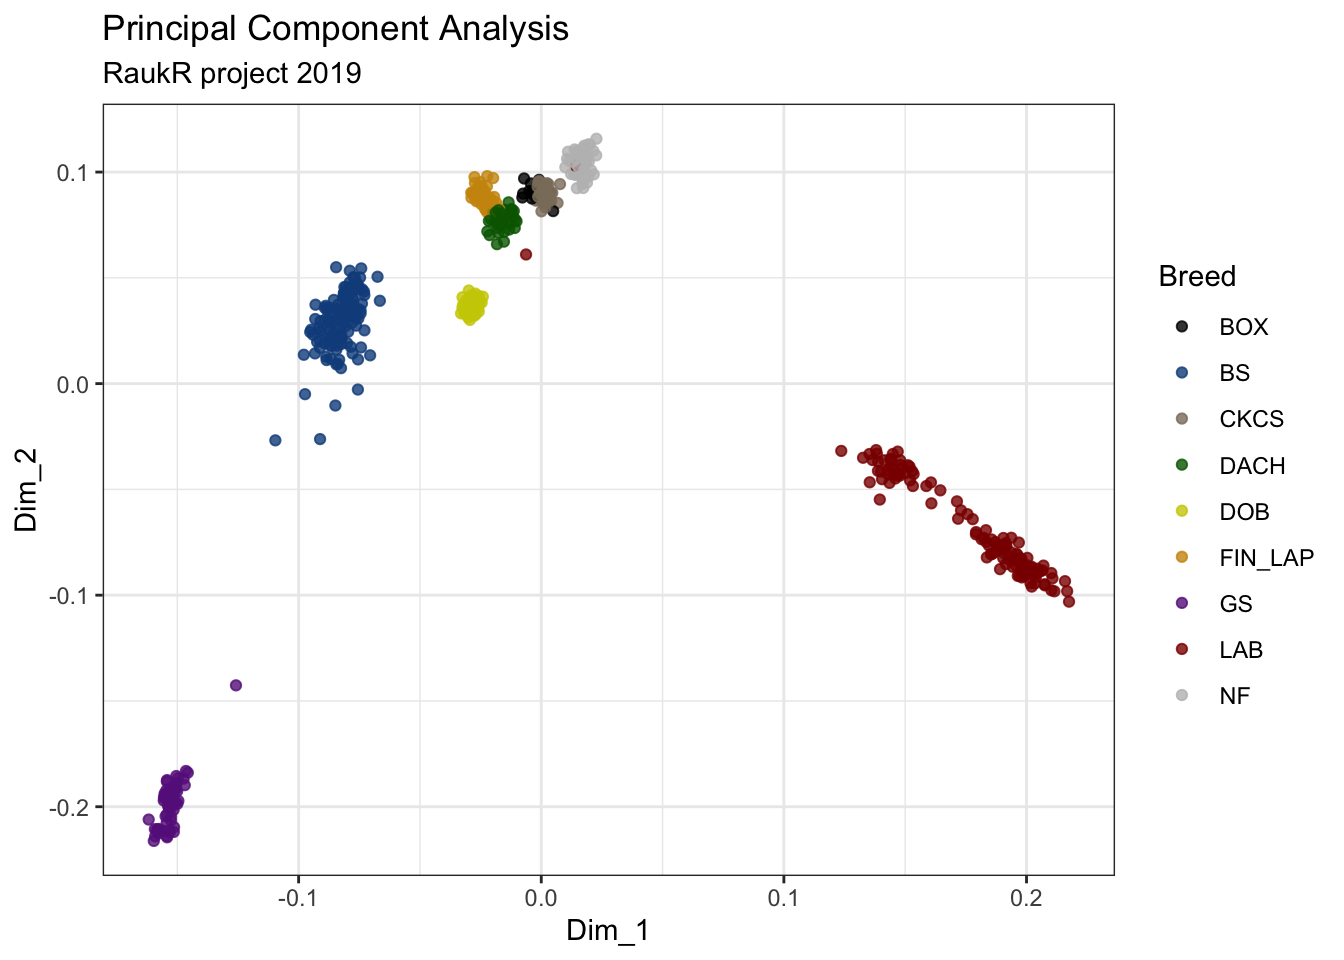 Principal Component Analysis
RaukR project 2019
0.1
0.0
-0.1
-0.2
Dim_2
-0.1
0.0
0.1
0.2
Dim_1
Breed
BOX
BS
CKCS
DACH
DOB
FIN_LAP
GS
LAB
NF